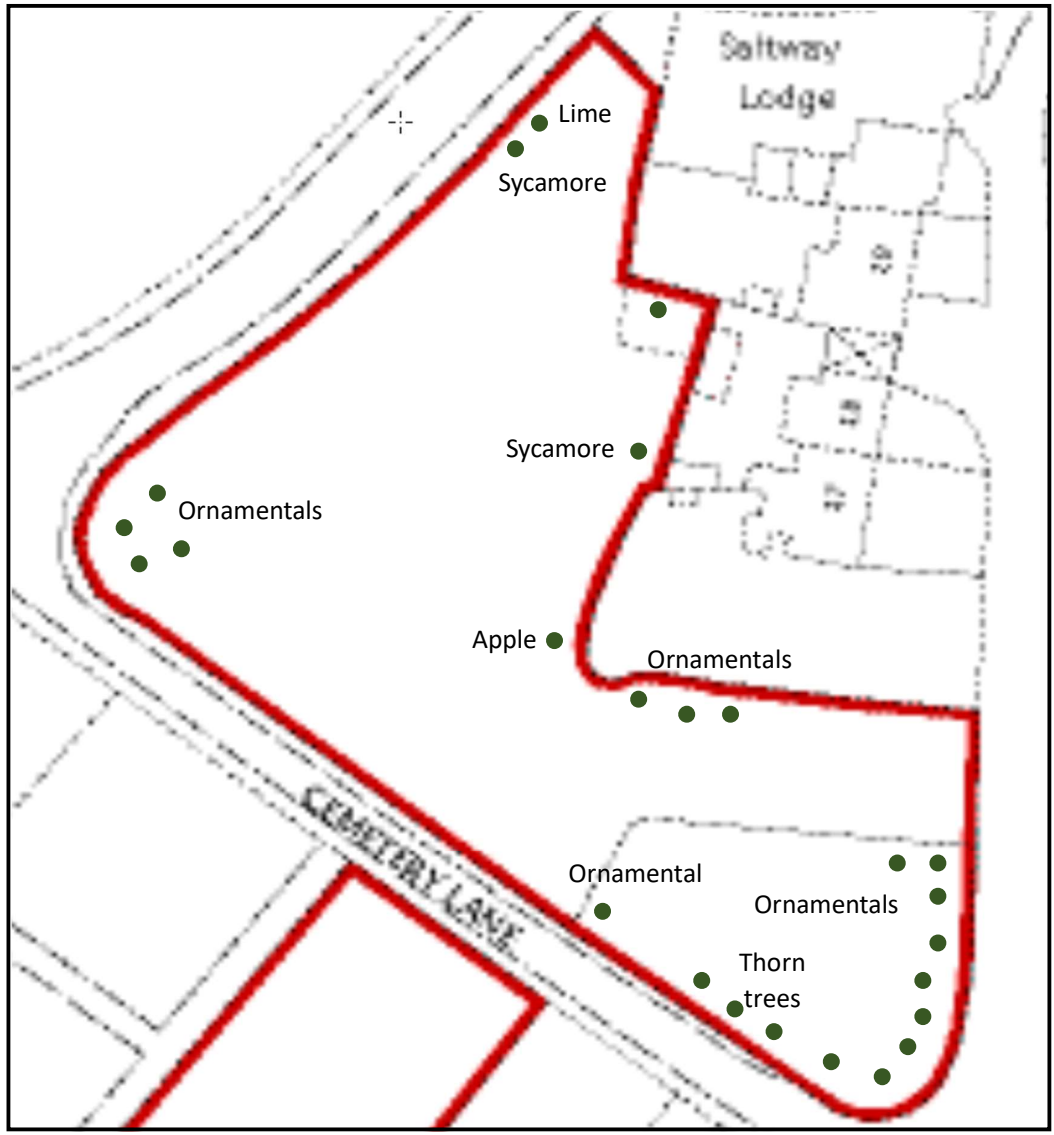 Saltway
Lodge
Lime
Sycamore
Sycamore
Ornamentals
Apple
Ornamentals
CEMETERY LANE
Ornamental
Ornamentals
Thorn
trees